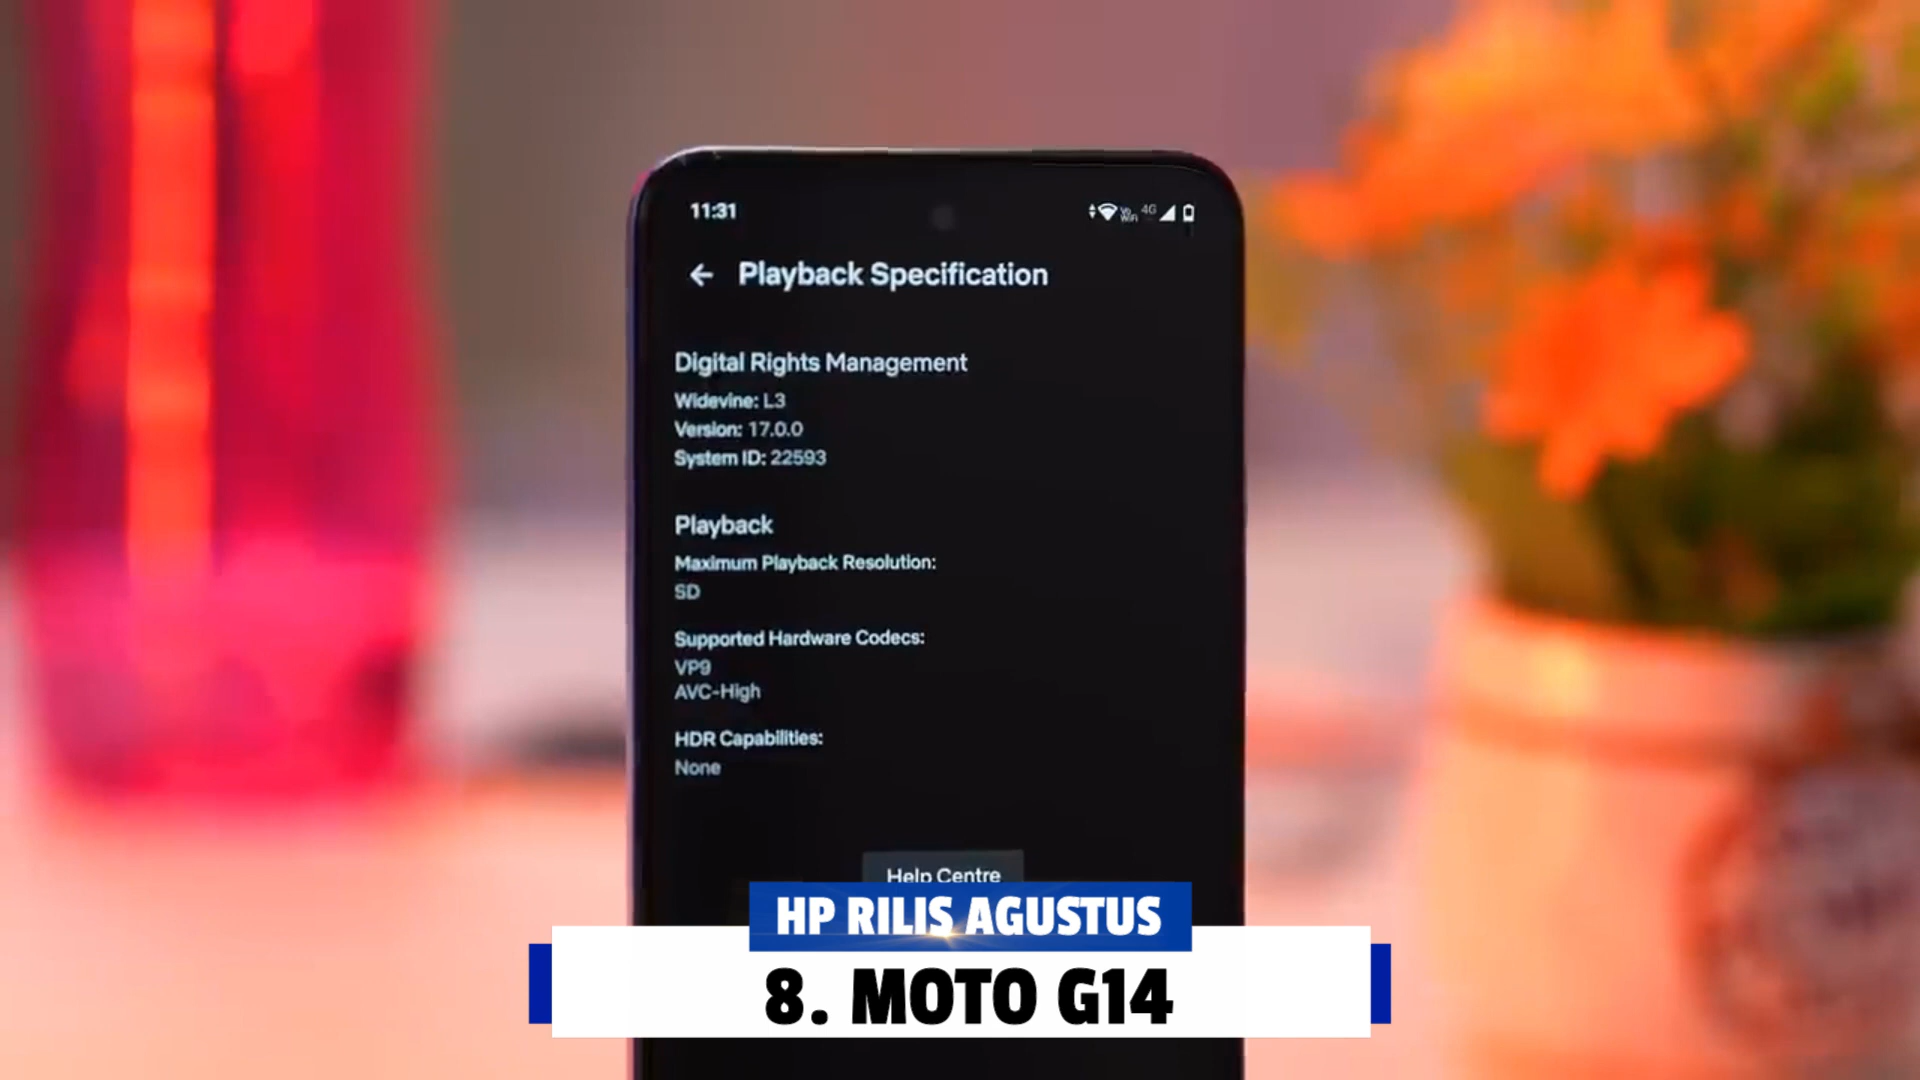 11:31
4G
Playback Specification
Digital Rights Management
Widevine: L3
Version: 17.0.0
System ID: 22593
Playback
Maximum Playback Resolution:
SD
Supported Hardware Codecs:
VP9
AVC-High
HDR Capabilities:
None
Help Centre
HP RILIS AGUSTUS
8. MOTO G14